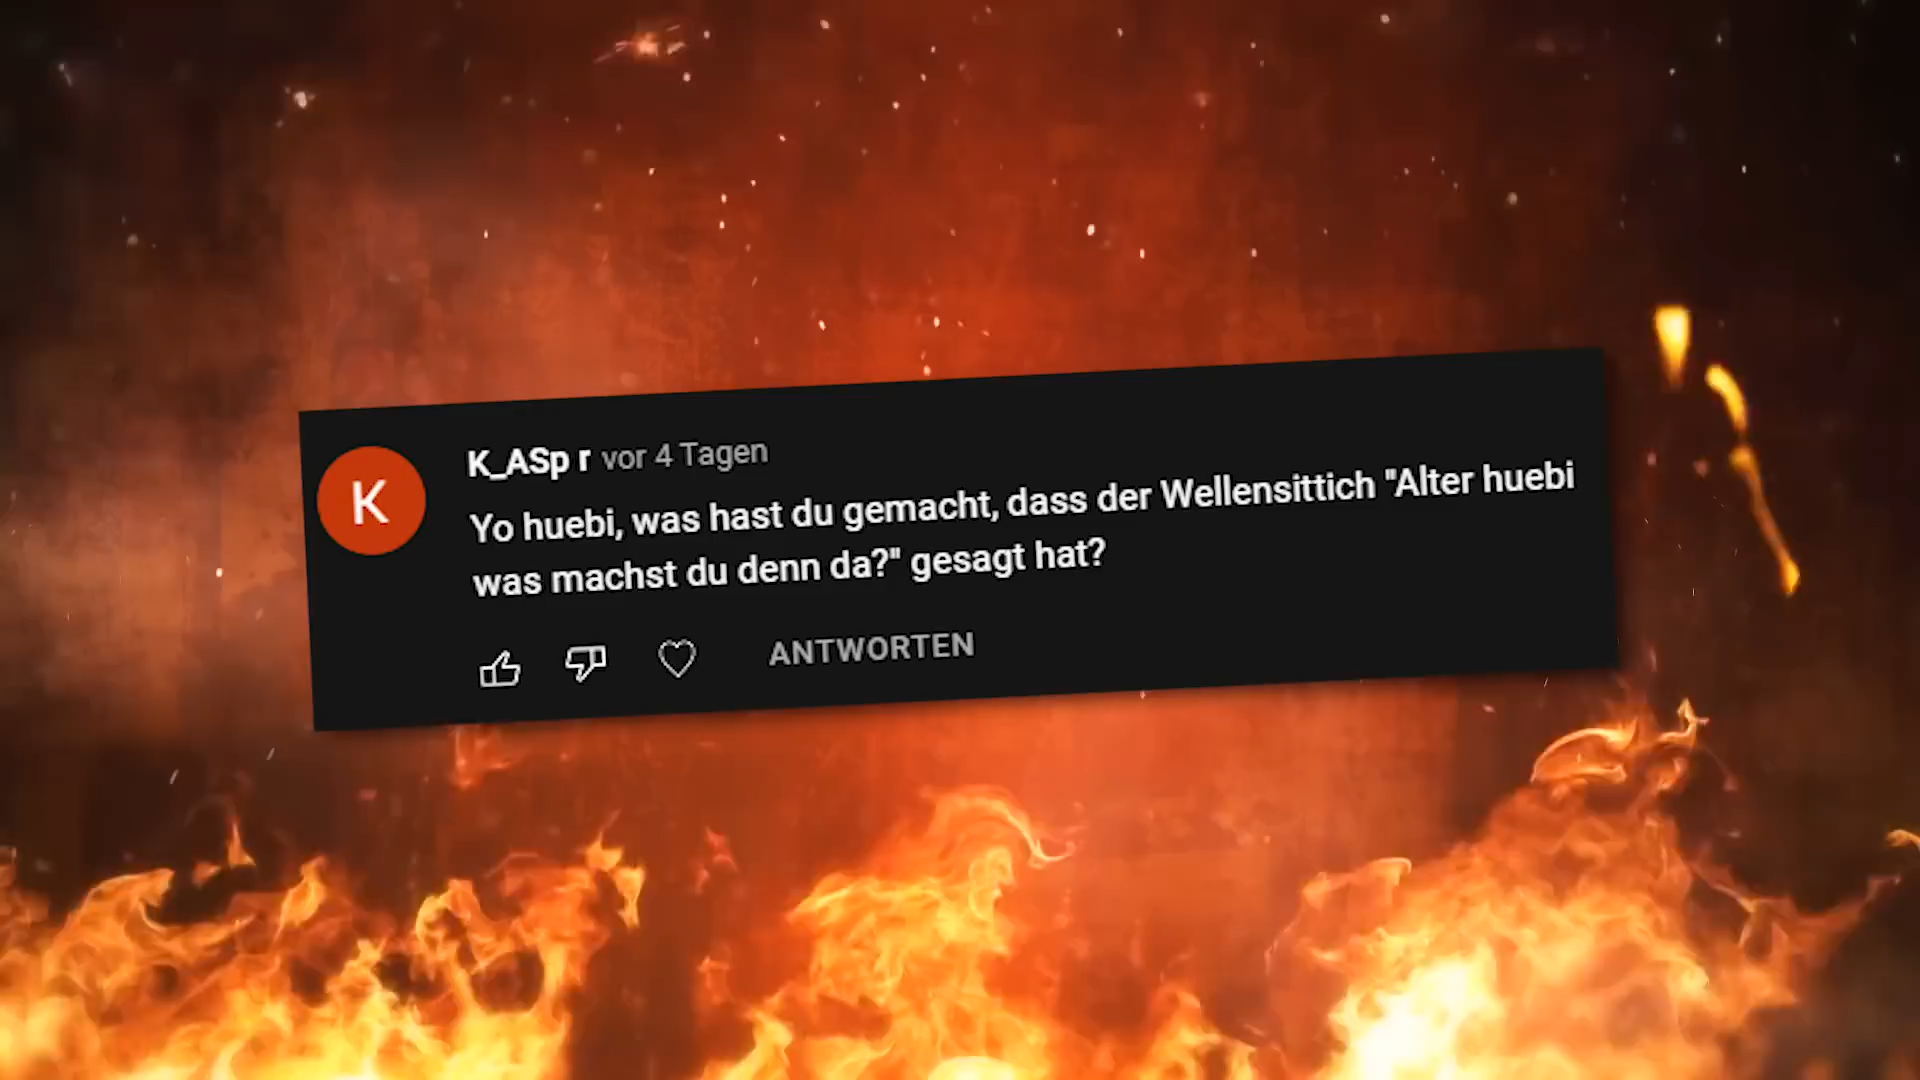 K
K_ASp r vor 4 Tagen
Yo huebi, was hast du gemacht, dass der Wellensittich "Alter huebi
was machst du denn da?" gesagt hat?
ANTWORTEN